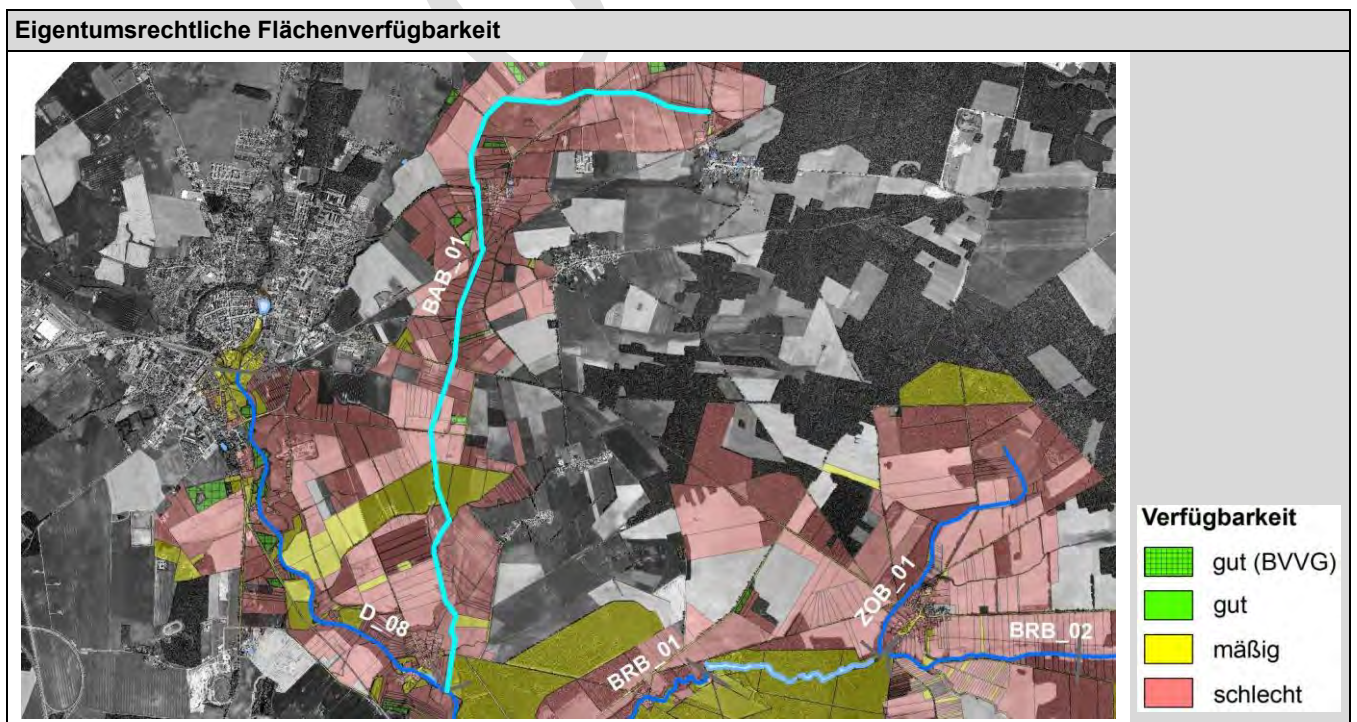 Eigentumsrechtliche Flächenverfügbarkeit
BAB_01
D_08
BRB_01
ZOB_01
BRB_02
Verfügbarkeit
gut (BVVG)
gut
mäßig
schlecht